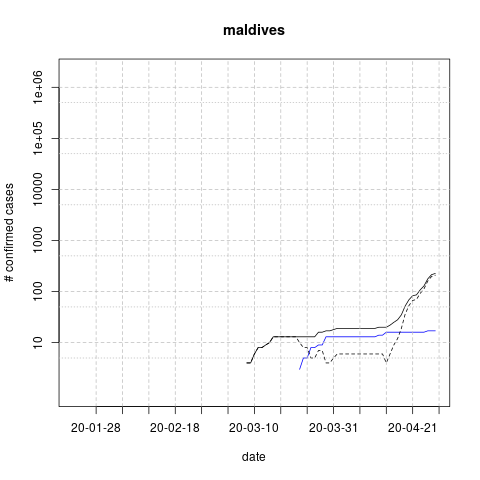 maldives
1e+06
1e+05
10000
1000
100
10
# confirmed cases
20-01-28
20-02-18
20-03-10
20-03-31
20-04-21
date